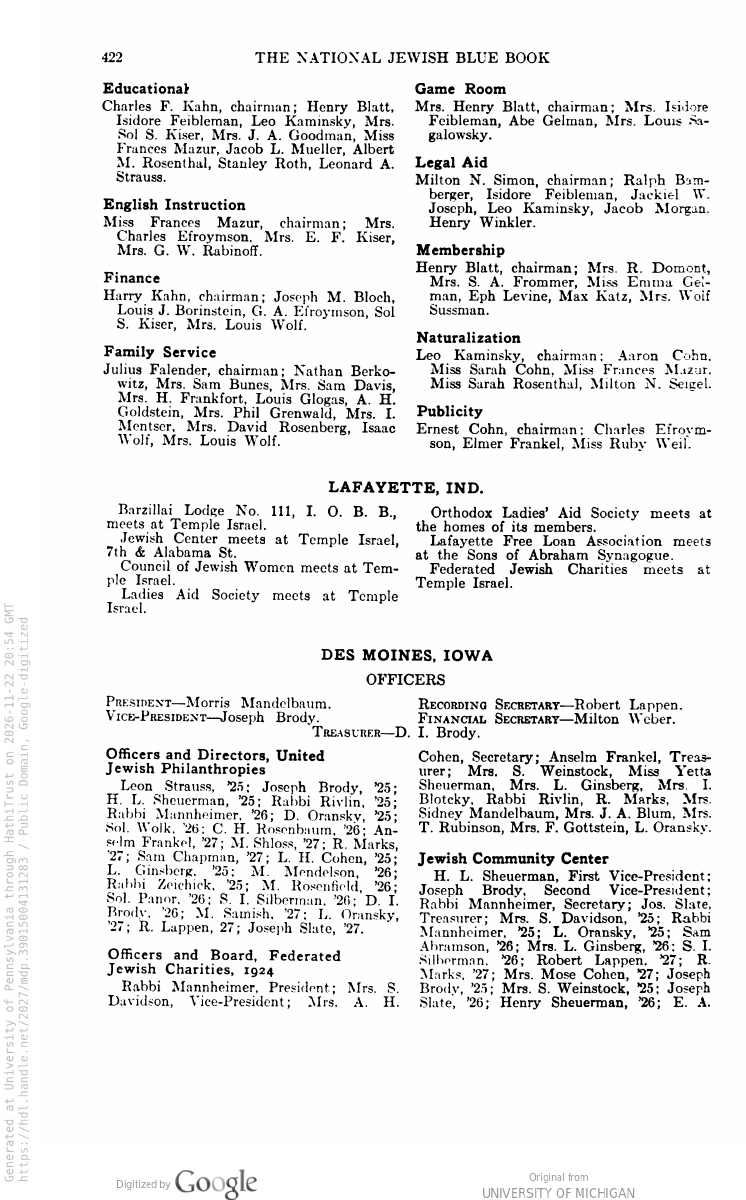 422 THE NATIONAL JEWISH BLUE BOOK
Educational
Charles F. Kahn, chairman; Henry Blatt,
Isidore Feibleman, Leo Kaminsky, Mrs.
Sol S. Kiser, Mrs. J. A. Goodman, Miss
Frances Mazur, Jacob L. Mueller, Albert
M. Rosenthal, Stanley Roth, Leonard A.
Strauss.
English Instruction
Miss Frances Mazur, chairman; Mrs.
Charles Efroymson, Mrs. E. F. Kiser,
Mrs. G. W. Rabinoff.
Finance
Harry Kahn, chairman; Joseph M. Bloch,
Louis J. Borinstein, G. A. Efroymson, Sol
S. Kiser, Mrs. Louis Wolf.
Family Service
Julius Falender, chairman; Nathan Berko-
witz, Mrs. Sam Bunes, Mrs. Sam Davis,
Mrs. H. Frankfort, Louis Glogas, A. H.
Goldstein, Mrs. Phil Grenwald, Mrs. I.
Mentser, Mrs. David Rosenberg, Isaac
Wolf, Mrs. Louis Wolf.
Game Room
Mrs. Henry Blatt, chairman; Mrs. Isidore
Feibleman, Abe Gelman, Mrs. Louis Sa-
galowsky.
Legal Aid
Milton N. Simon, chairman; Ralph Bam-
berger, Isidore Feibleman, Jackiel W.
Joseph, Leo Kaminsky, Jacob Morgan,
Henry Winkler.
Membership
Henry Blatt, chairman; Mrs. R. Domont,
Mrs. S. A. Frommer, Miss Emma Gel-
man, Eph Levine, Max Katz, Mrs. Wolf
Sussman.
Naturalization
Leo Kaminsky, chairman; Aaron Cohn,
Miss Sarah Cohn, Miss Frances Mazur,
Miss Sarah Rosenthal, Milton N. Seigel.
Publicity
Ernest Cohn, chairman; Charles Efroym-
son, Elmer Frankel, Miss Ruby Weil.
LAFAYETTE, IND.
Barzillai Lodge No. 111, I. O. B. B.,
meets at Temple Israel.
Jewish Center meets at Temple Israel,
7th & Alabama St.
Council of Jewish Women meets at Tem-
ple Israel.
Ladies Aid Society meets at Temple
Israel.
Orthodox Ladies' Aid Society meets at
the homes of its members.
Lafayette Free Loan Association meets
at the Sons of Abraham Synagogue.
Federated Jewish Charities meets at
Temple Israel.
DES MOINES, IOWA
OFFICERS
PRESIDENT—Morris Mandelbaum.
VICE-PRESIDENT—Joseph Brody.
RECORDING SECRETARY—Robert Lappen.
FINANCIAL SECRETARY—Milton Weber.
TREASURER—D. I. Brody.
Officers and Directors, United
Jewish Philanthropies
Leon Strauss, '25; Joseph Brody, '25;
H. L. Sheuerman, '25; Rabbi Rivlin, '25;
Rabbi Mannheimer, '26; D. Oransky, '25;
Sol. Wolk, '26; C. H. Rosenbaum, '26; An-
selm Frankel, '27; M. Shloss, '27; R. Marks,
'27; Sam Chapman, '27; L. H. Cohen, '25;
L. Ginsberg, '25; M. Mendelson, '26;
Rabbi Zeichick, '25; M. Rosenfield, '26;
Sol. Panor, '26; S. I. Silberman, '26; D. I.
Brody, '26; M. Samish, '27; L. Oransky,
'27; R. Lappen, 27; Joseph Slate, '27.
Officers and Board, Federated
Jewish Charities, 1924
Rabbi Mannheimer, President; Mrs. S.
Davidson, Vice-President; Mrs. A. H.
Cohen, Secretary; Anselm Frankel, Treas-
urer; Mrs. S. Weinstock, Miss Yetta
Sheuerman, Mrs. L. Ginsberg, Mrs. I.
Blotcky, Rabbi Rivlin, R. Marks, Mrs.
Sidney Mandelbaum, Mrs. J. A. Blum, Mrs.
T. Rubinson, Mrs. F. Gottstein, L. Oransky.
Jewish Community Center
H. L. Sheuerman, First Vice-President;
Joseph Brody, Second Vice-President;
Rabbi Mannheimer, Secretary; Jos. Slate,
Treasurer; Mrs. S. Davidson, '25; Rabbi
Mannheimer, '25; L. Oransky, '25; Sam
Abramson, '26; Mrs. L. Ginsberg, '26; S. I.
Silberman, '26; Robert Lappen, '27; R.
Marks, '27; Mrs. Mose Cohen, '27; Joseph
Brody, '25; Mrs. S. Weinstock, '25; Joseph
Slate, '26; Henry Sheuerman, '26; E. A.
Generated at University of Pennsylvania through HathiTrust on 2026-11-22 20:54 GMT
https://hdl.handle.net/2027/mdp.39015004131283 / Public Domain, Google-digitized
Digitized by Google
Original from
UNIVERSITY OF MICHIGAN